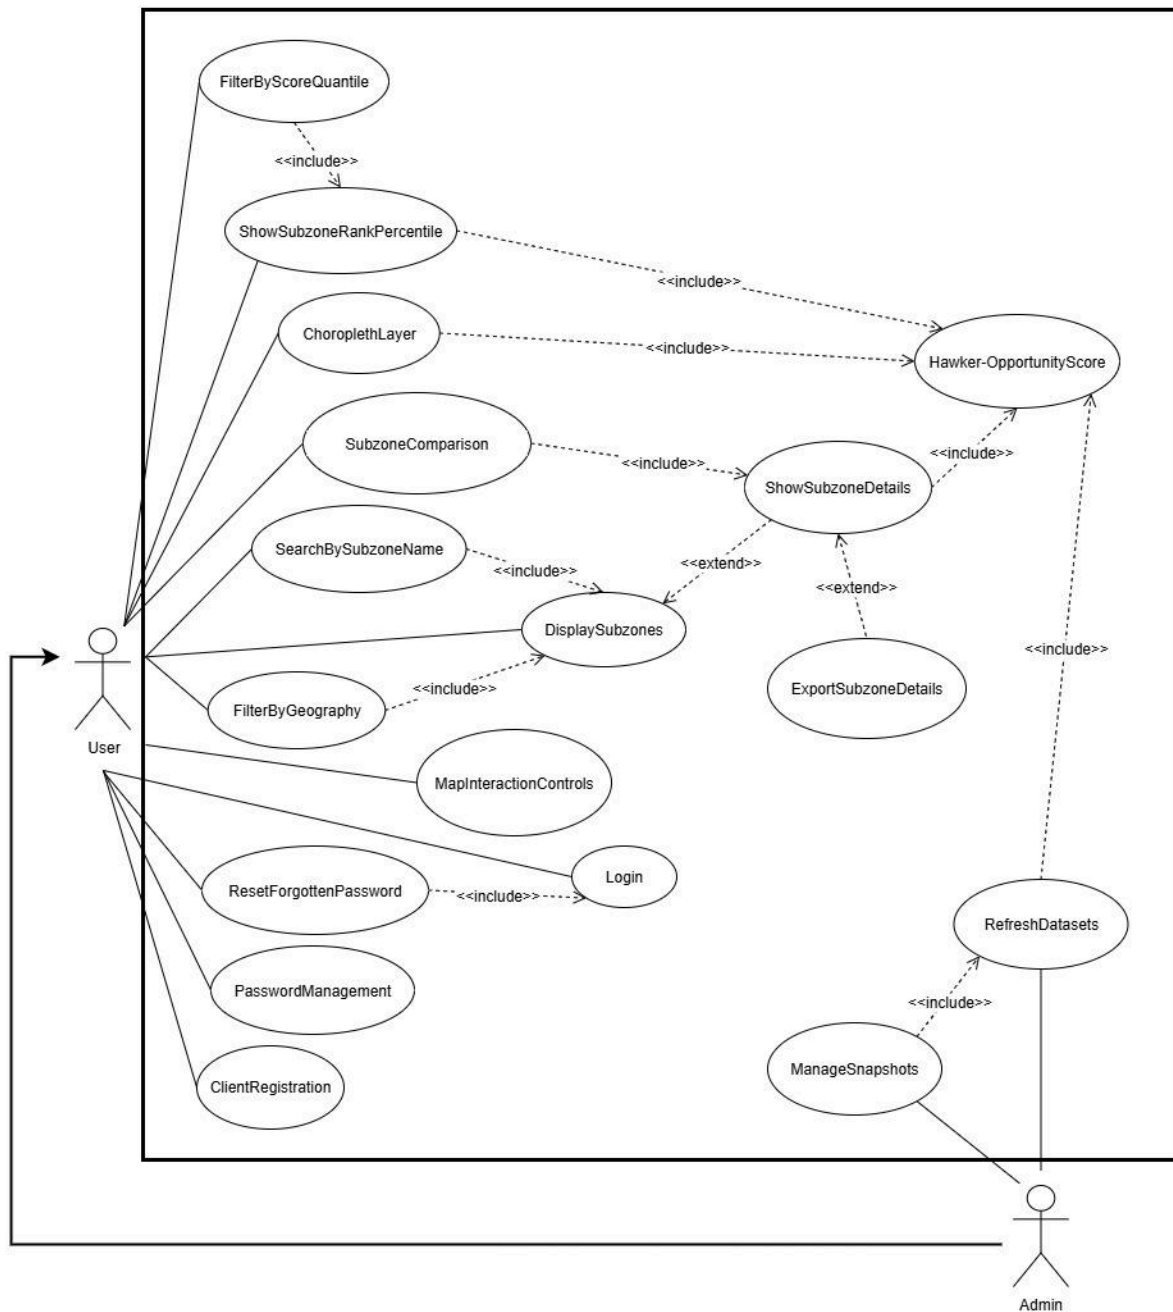 FilterByScoreQuantile
<<include>>
ShowSubzoneRankPercentile
<<include>>
ChoroplethLayer
<<include>>
Hawker-OpportunityScore
SubzoneComparison
<<include>>
<<include>>
ShowSubzoneDetails
SearchBySubzoneName
<<include>>
<<extend>>
<<extend>>
DisplaySubzones
<<include>>
ExportSubzoneDetails
<<include>>
FilterByGeography
User
MapInteractionControls
Login
ResetForgottenPassword
<<include>>
RefreshDatasets
PasswordManagement
<<include>>
ManageSnapshots
ClientRegistration
Admin